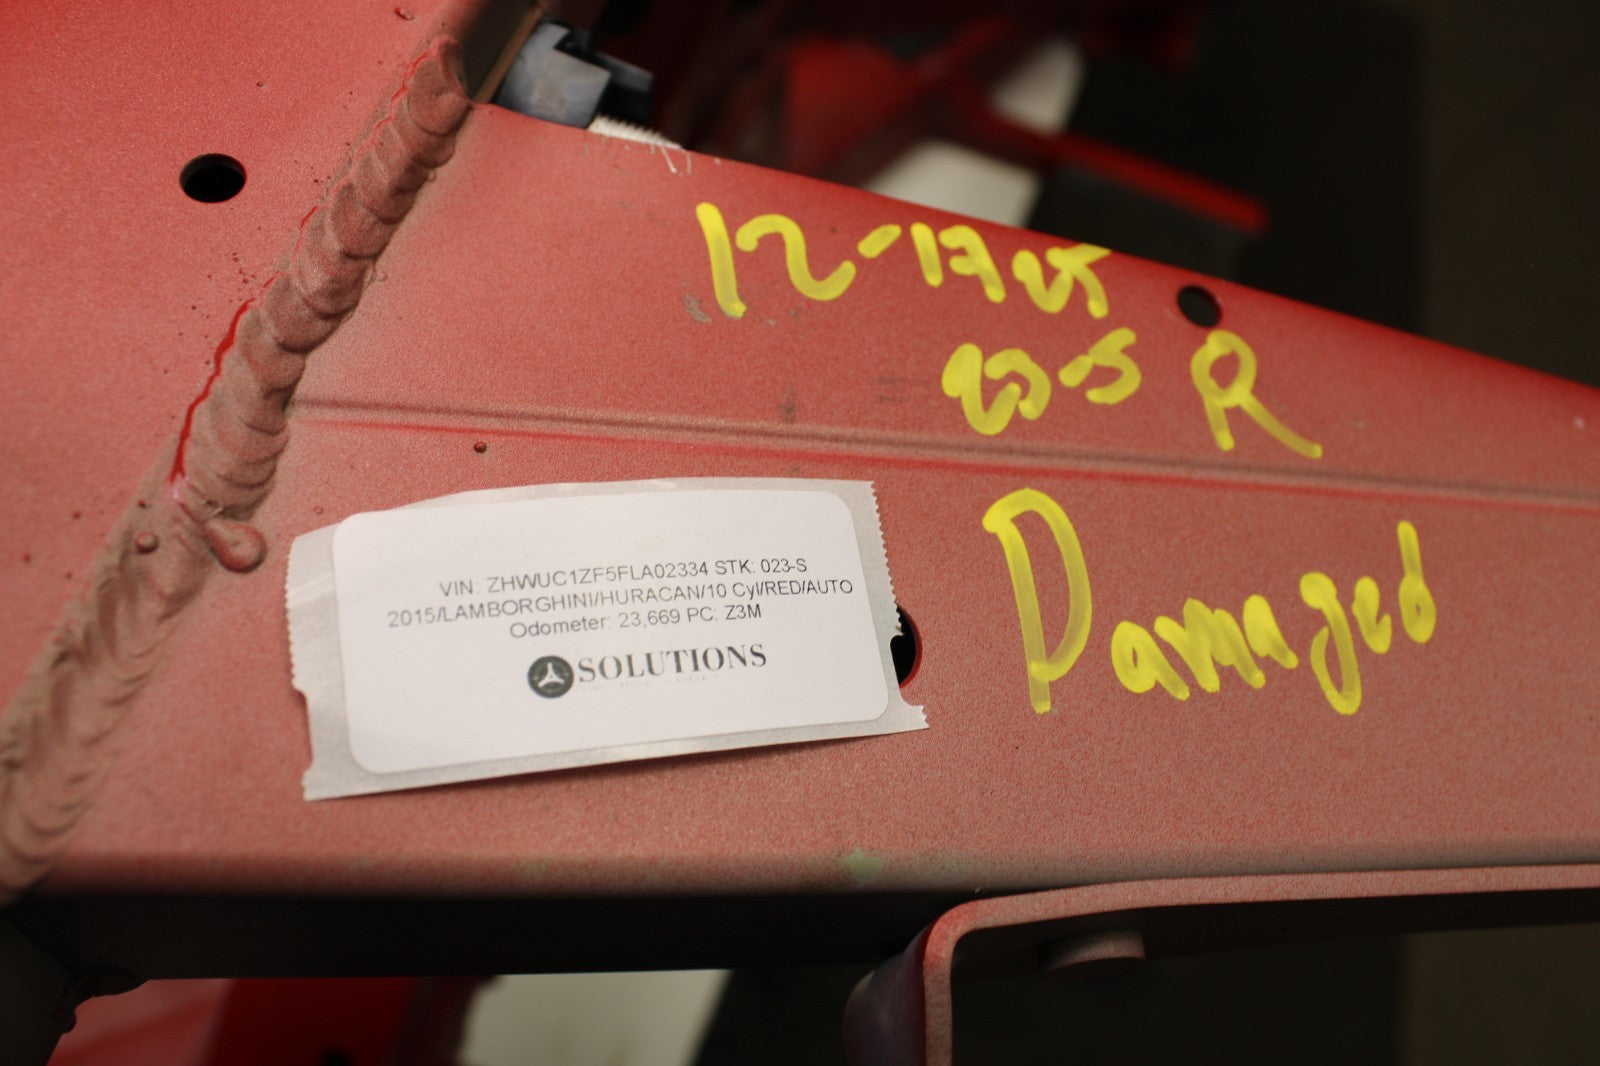 12-17 25
23-S R
Damaged
VIN: ZHWUC1ZF5FLA02334 STK: 023-S
2015/LAMBORGHINI/HURACAN/10 Cyl/RED/AUTO
Odometer: 23,669 PC: Z3M
SOLUTIONS